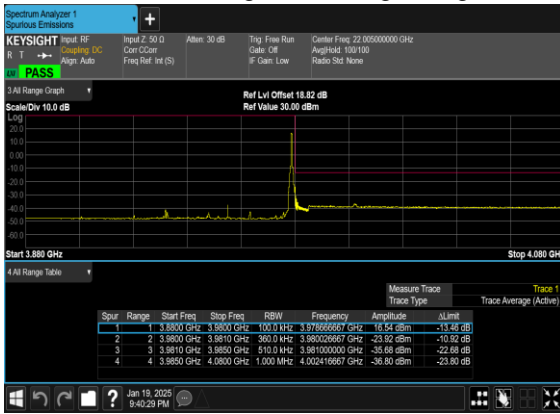 Spectrum Analyzer 1
Spurious Emissions
+
KEYSIGHT Input: RF Input Z: 50 Ω Atten: 30 dB Trig: Free Run Center Freq: 22.005000000 GHz
R T Coupling: DC Corr CCorr Gate: Off Avg|Hold: 100/100
Align: Auto Freq Ref: Int (S) IF Gain: Low Radio Std: None
PASS
3 All Range Graph Ref Lvl Offset 18.82 dB
Scale/Div 10.0 dB Ref Value 30.00 dBm
Log
20.0
10.0
0.00
-10.0
-20.0
-30.0
-40.0
-50.0
-60.0
Start 3.880 GHz Stop 4.080 GH
4 All Range Table
Measure Trace Trace 1
Trace Type Trace Average (Active)
Spur Range Start Freq Stop Freq RBW Frequency Amplitude ΔLimit
1 1 3.8800 GHz 3.9800 GHz 100.0 kHz 3.978666667 GHz 16.54 dBm -13.46 dB
2 2 3.9800 GHz 3.9810 GHz 360.0 kHz 3.980026667 GHz -23.92 dBm -10.92 dB
3 3 3.9810 GHz 3.9850 GHz 510.0 kHz 3.981000000 GHz -35.68 dBm -22.68 dB
4 4 3.9850 GHz 4.0800 GHz 1.000 MHz 4.002416667 GHz -36.80 dBm -23.80 dB
? Jan 19, 2025
9:40:29 PM